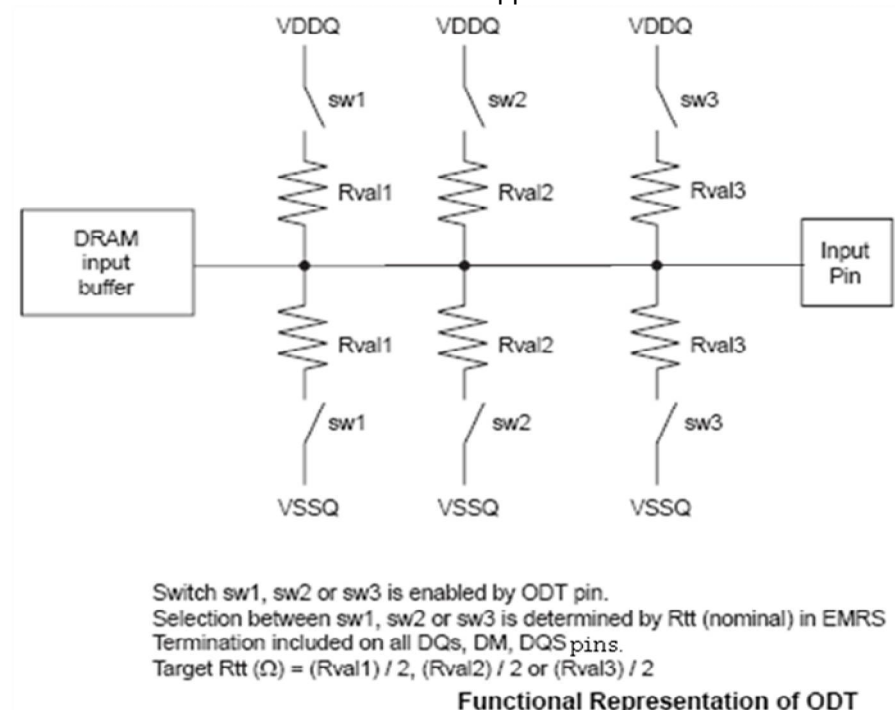 VDDQ VDDQ VDDQ
sw1 sw2 sw3
Rval1 Rval2 Rval3
DRAM
input
buffer
Input
Pin
Rval1 Rval2 Rval3
sw1 sw2 sw3
VSSQ VSSQ VSSQ
Switch sw1, sw2 or sw3 is enabled by ODT pin.
Selection between sw1, sw2 or sw3 is determined by Rtt (nominal) in EMRS
Termination included on all DQs, DM, DQS pins.
Target Rtt (Ω) = (Rval1) / 2, (Rval2) / 2 or (Rval3) / 2
Functional Representation of ODT